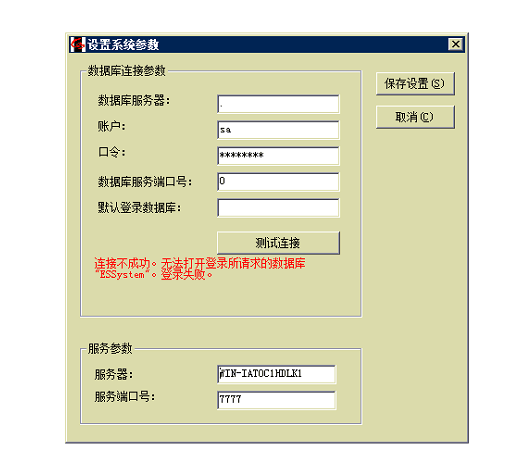 设置系统参数
数据库连接参数
保存设置(S)
数据库服务器: .
取消(C)
账户: sa
口令: ********
数据库服务端口号: 0
默认登录数据库:
测试连接
连接不成功。无法打开登录所请求的数据库
"ESSystem"。登录失败。
服务参数
服务器: WIN-IATOC1HDLK1
服务端口号: 7777